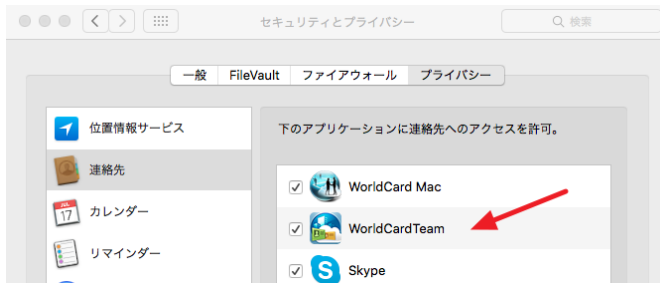 セキュリティとプライバシー
検索
一般
FileVault
ファイアウォール
プライバシー
位置情報サービス
連絡先
JUL
17
カレンダー
リマインダー
下のアプリケーションに連絡先へのアクセスを許可。
WorldCard Mac
WorldCardTeam
S
Skype